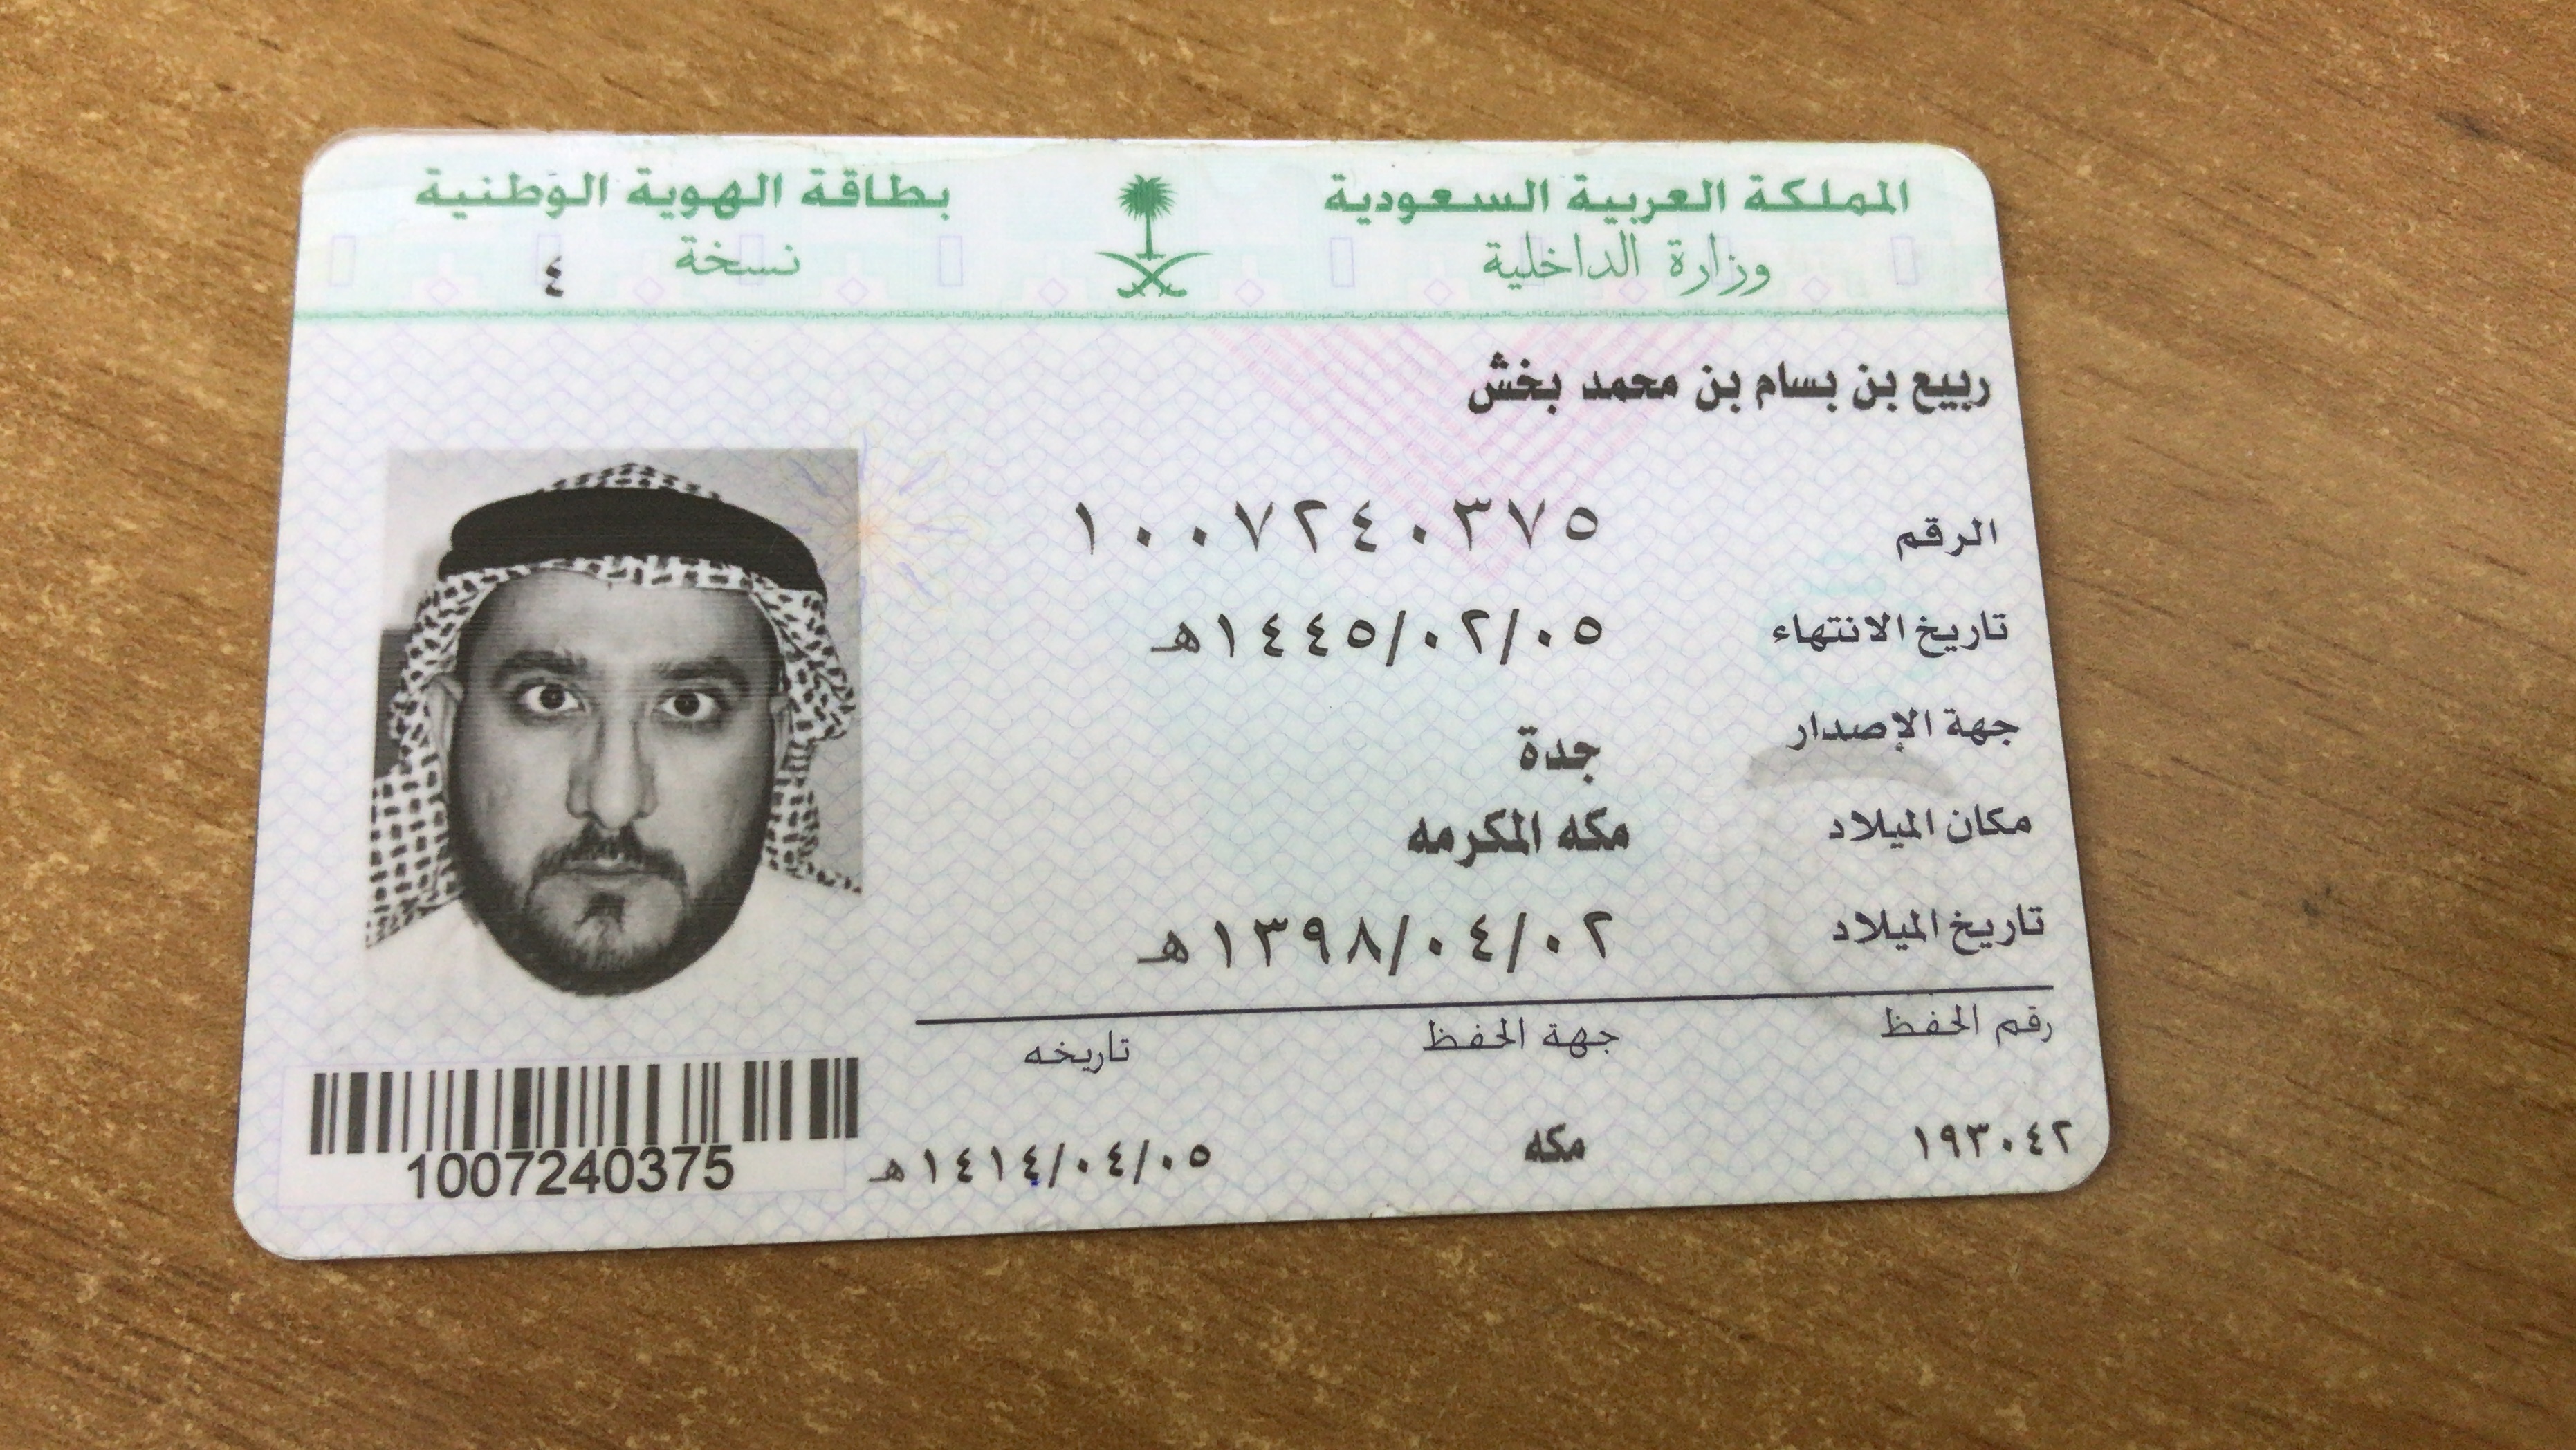 المملكة العربية السعودية
وزارة الداخلية
بطاقة الهوية الوطنية
نسخة ٤
ربيع بن بسام بن محمد بخش
الرقم ١٠٠٧٢٤٠٣٧٥
تاريخ الانتهاء ١٤٤٥/٠٢/٠٥هـ
جهة الإصدار جدة
مكان الميلاد مكه المكرمه
تاريخ الميلاد ١٣٩٨/٠٤/٠٢هـ
رقم الحفظ جهة الحفظ تاريخه
١٩٣٠٤٢ مكه ١٤١٤/٠٤/٠٥هـ
1007240375